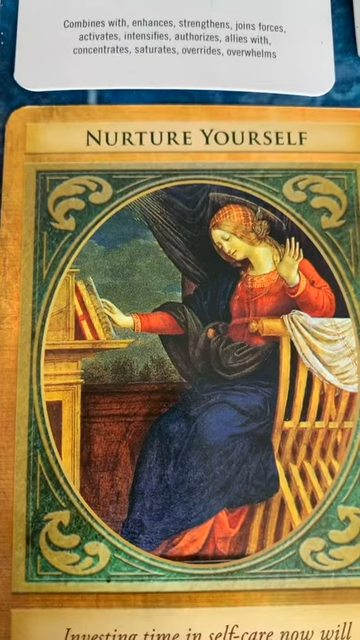 Combines with, enhances, strengthens, joins forces,
activates, intensifies, authorizes, allies with,
concentrates, saturates, overrides, overwhelms
NURTURE YOURSELF
Investing time in self-care now will